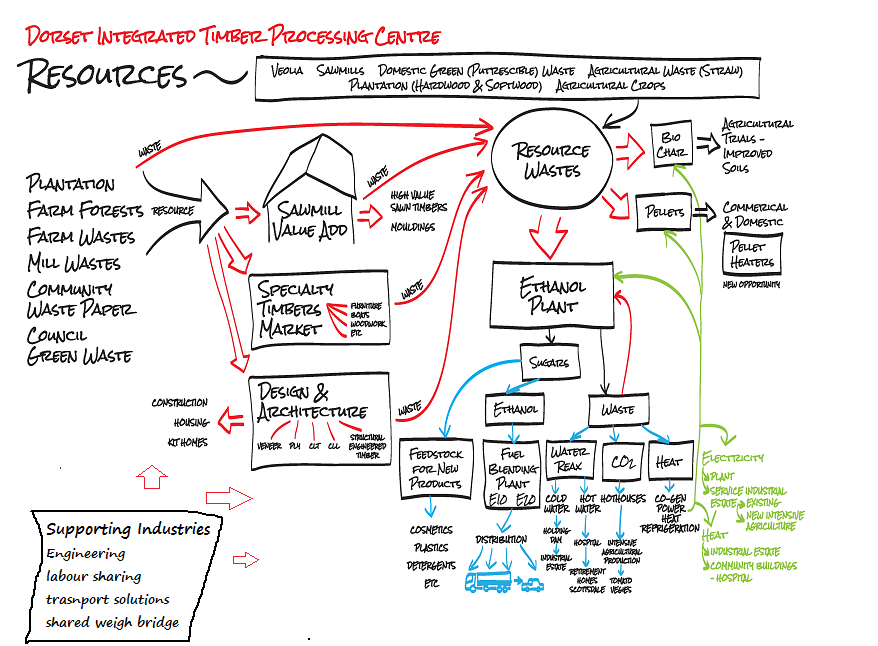 Dorset Integrated Timber Processing Centre
Resources
Veolia Sawmills Domestic Green (Putrescible) Waste Agricultural Waste (Straw)
Plantation (Hardwood & Softwood) Agricultural Crops
Plantation
Farm Forests
Farm Wastes
Mill Wastes
Community
Waste Paper
Council
Green Waste
Resource
Waste
Sawmill
Value Add
Waste
High Value
Sawn Timbers
Mouldings
Specialty
Timbers
Market
Furniture
Boats
Woodwork
etc
Waste
Design &
Architecture
Veneer Ply CLT CLL Structural
Engineered
Timber
Waste
Construction
Housing
Kit Homes
Resource
Wastes
Bio
Char
Agricultural
Trials -
Improved
Soils
Pellets
Commerical
& Domestic
Pellet
Heaters
New Opportunity
Ethanol
Plant
Sugars
Ethanol
Waste
Feedstock
for New
Products
Cosmetics
Plastics
Detergents
etc
Fuel
Blending
Plant
E10 E20
Distribution
Water
Reax
Cold
Water
Holding
Dam
Industrial
Estate
Hot
Water
Hospital
Retirement
Homes
Scottsdale
CO2
Hothouses
Intensive
Agricultural
Production
Tomato
Vegies
Heat
Co-Gen
Power
Heat
Refrigeration
Electricity
Plant
Service Industrial
Estate
Existing
New Intensive
Agriculture
Heat
Industrial Estate
Community Buildings
- Hospital
Supporting Industries
Engineering
labour sharing
trasnport solutions
shared weigh bridge